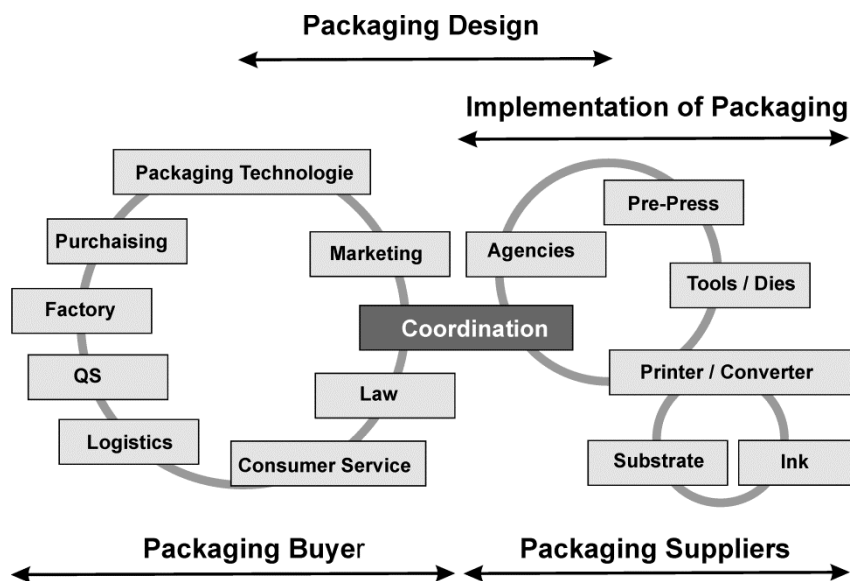 Packaging Design
Implementation of Packaging
Packaging Technologie
Pre-Press
Purchaising
Marketing
Agencies
Factory
Tools / Dies
Coordination
QS
Law
Printer / Converter
Logistics
Consumer Service
Substrate
Ink
Packaging Buyer
Packaging Suppliers